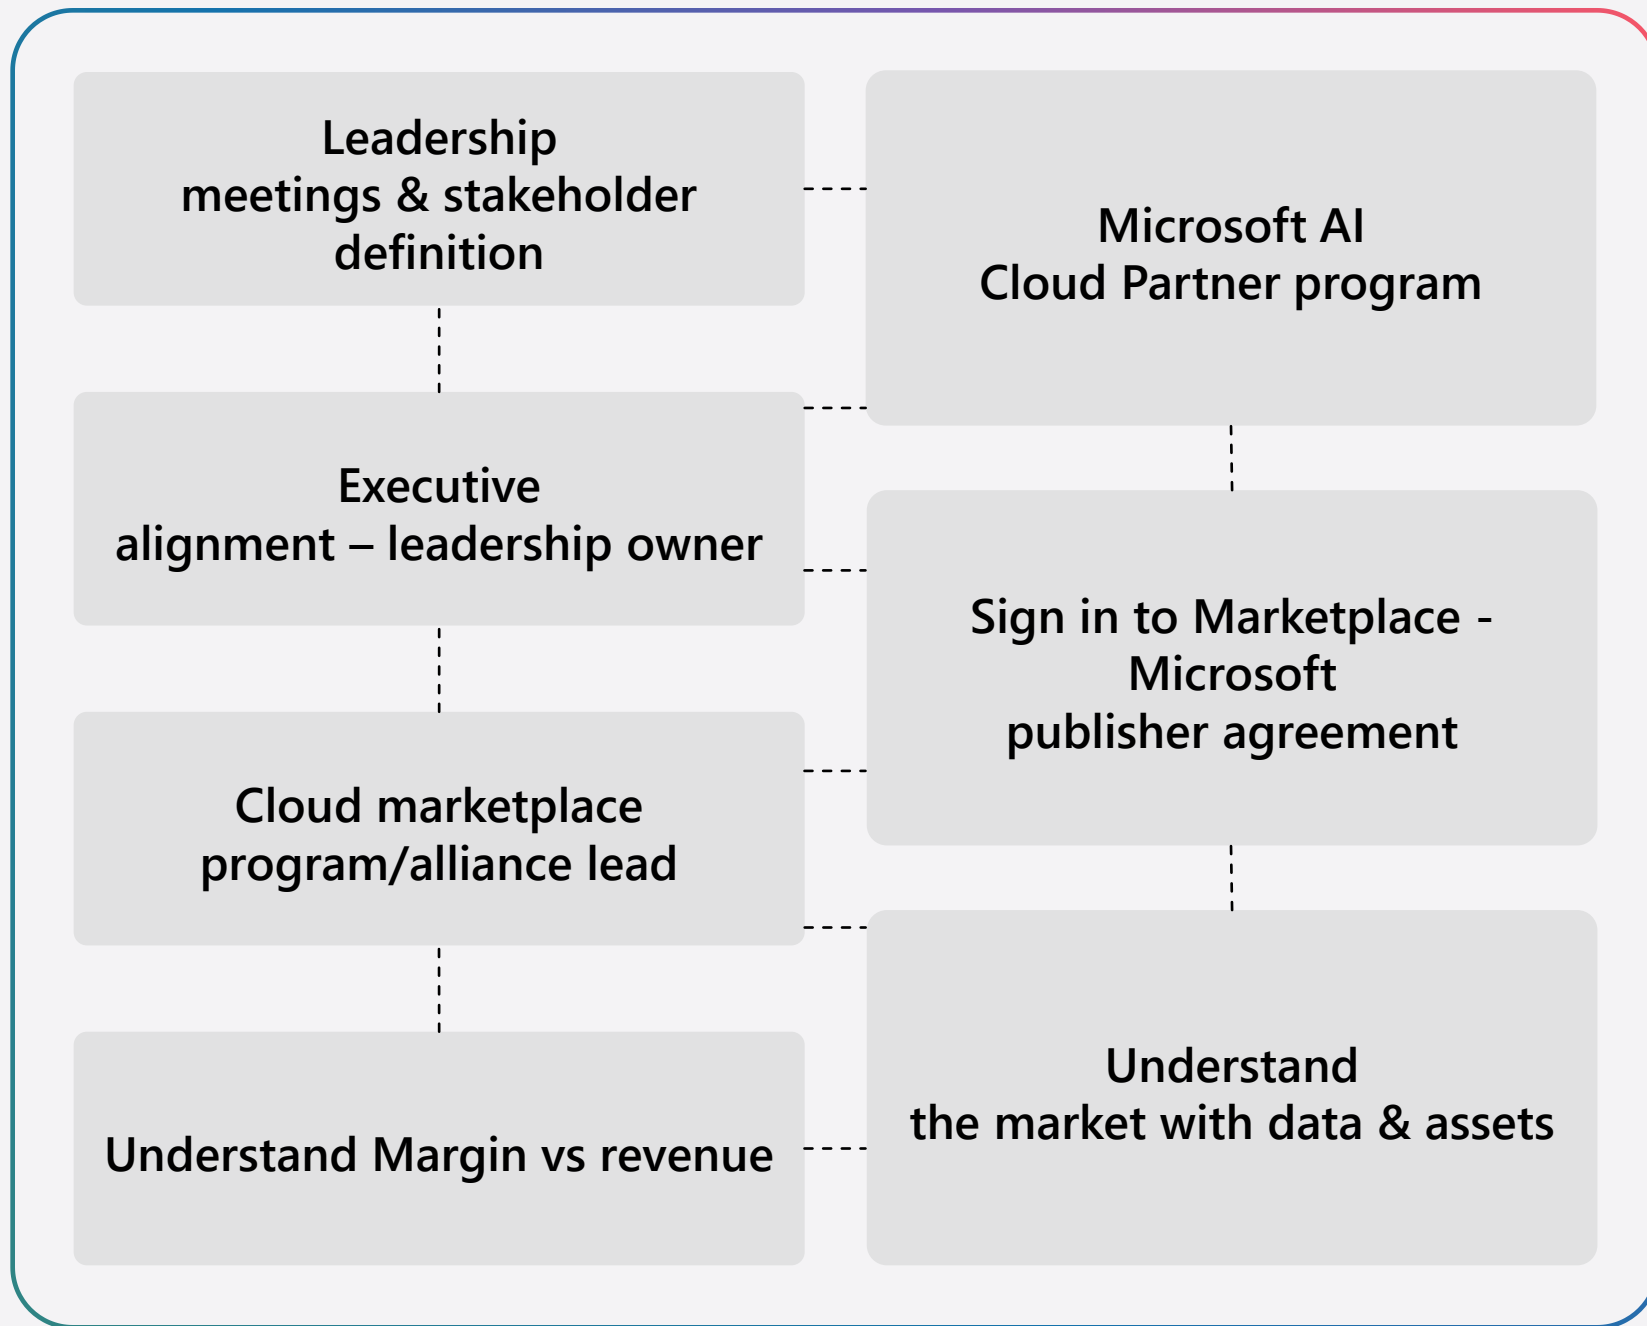 Leadership
meetings & stakeholder
definition
Executive
alignment – leadership owner
Cloud marketplace
program/alliance lead
Understand Margin vs revenue
Microsoft AI
Cloud Partner program
Sign in to Marketplace -
Microsoft
publisher agreement
Understand
the market with data & assets